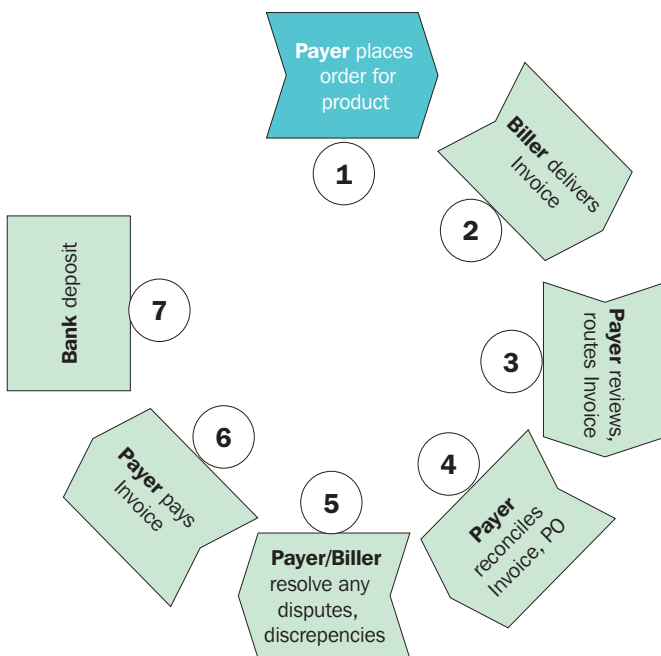 Payer places
order for
product
1
Biller delivers
Invoice
2
Payer reviews,
routes Invoice
3
Payer
reconciles
Invoice, PO
4
Payer/Biller
resolve any
disputes,
discrepencies
5
Payer pays
Invoice
6
Bank deposit
7